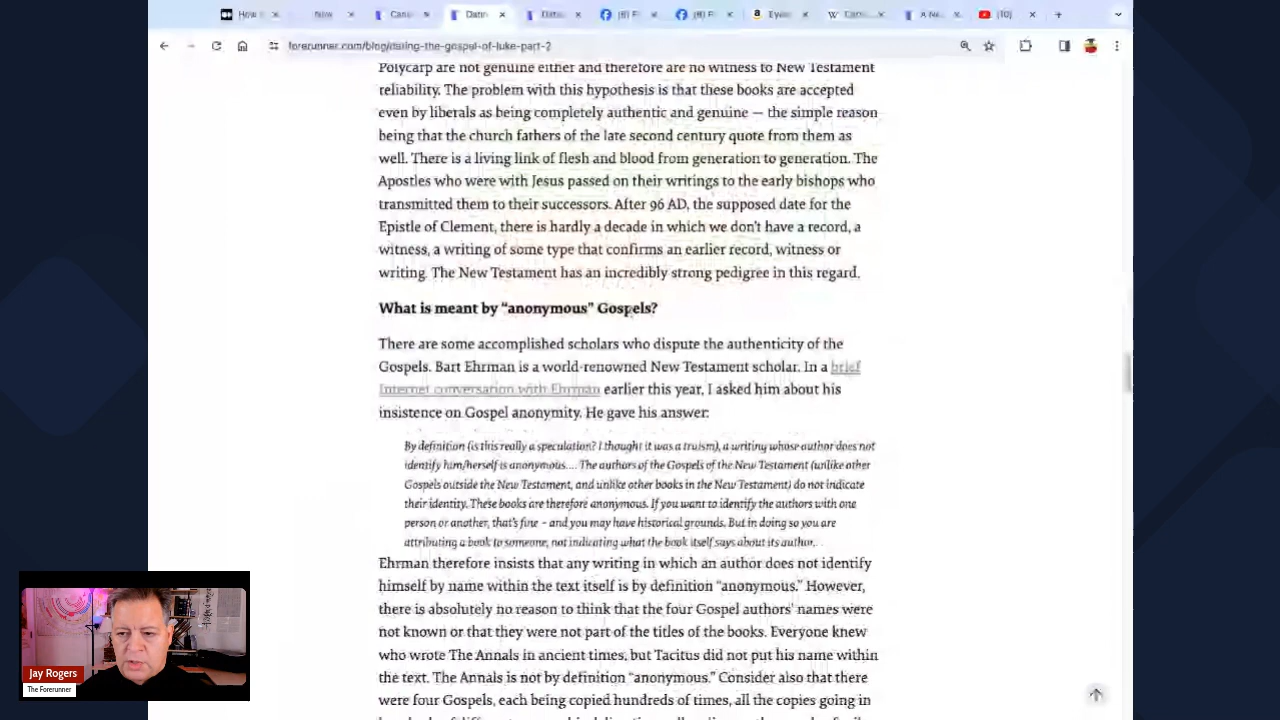 How
New
Cans
Datin
Datin
(8) F
(8) F
Eyew
A Ne
(10)
forerunner.com/blog/dating-the-gospel-of-luke-part-2
Polycarp are not genuine either and therefore are no witness to New Testament
reliability. The problem with this hypothesis is that these books are accepted
even by liberals as being completely authentic and genuine — the simple reason
being that the church fathers of the late second century quote from them as
well. There is a living link of flesh and blood from generation to generation. The
Apostles who were with Jesus passed on their writings to the early bishops who
transmitted them to their successors. After 96 AD, the supposed date for the
Epistle of Clement, there is hardly a decade in which we don't have a record, a
witness, a writing of some type that confirms an earlier record, witness or
writing. The New Testament has an incredibly strong pedigree in this regard.
What is meant by “anonymous” Gospels?
There are some accomplished scholars who dispute the authenticity of the
Gospels. Bart Ehrman is a world-renowned New Testament scholar. In a brief
Internet conversation with Ehrman earlier this year, I asked him about his
insistence on Gospel anonymity. He gave his answer:
By definition (is this really a speculation? I thought it was a truism), a writing whose author does not
identify him/herself is anonymous.... The authors of the Gospels of the New Testament (unlike other
Gospels outside the New Testament, and unlike other books in the New Testament) do not indicate
their identity. These books are therefore anonymous. If you want to identify the authors with one
person or another, that's fine – and you may have historical grounds. But in doing so you are
attributing a book to someone, not indicating what the book itself says about its author.
Ehrman therefore insists that any writing in which an author does not identify
himself by name within the text itself is by definition “anonymous.” However,
there is absolutely no reason to think that the four Gospel authors' names were
not known or that they were not part of the titles of the books. Everyone knew
who wrote The Annals in ancient times, but Tacitus did not put his name within
the text. The Annals is not by definition “anonymous.” Consider also that there
were four Gospels, each being copied hundreds of times, all the copies going in
Jay Rogers
The Forerunner